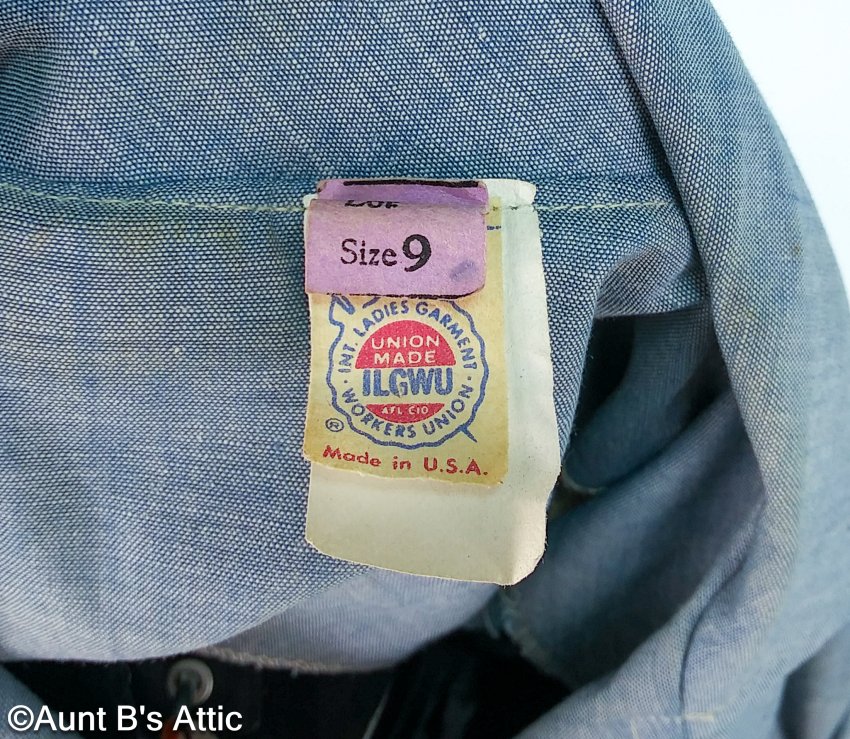 Size 9
INT. LADIES GARMENT
UNION
MADE
ILGWU
AFL CIO
WORKERS UNION
®
Made in U.S.A.
©Aunt B's Attic